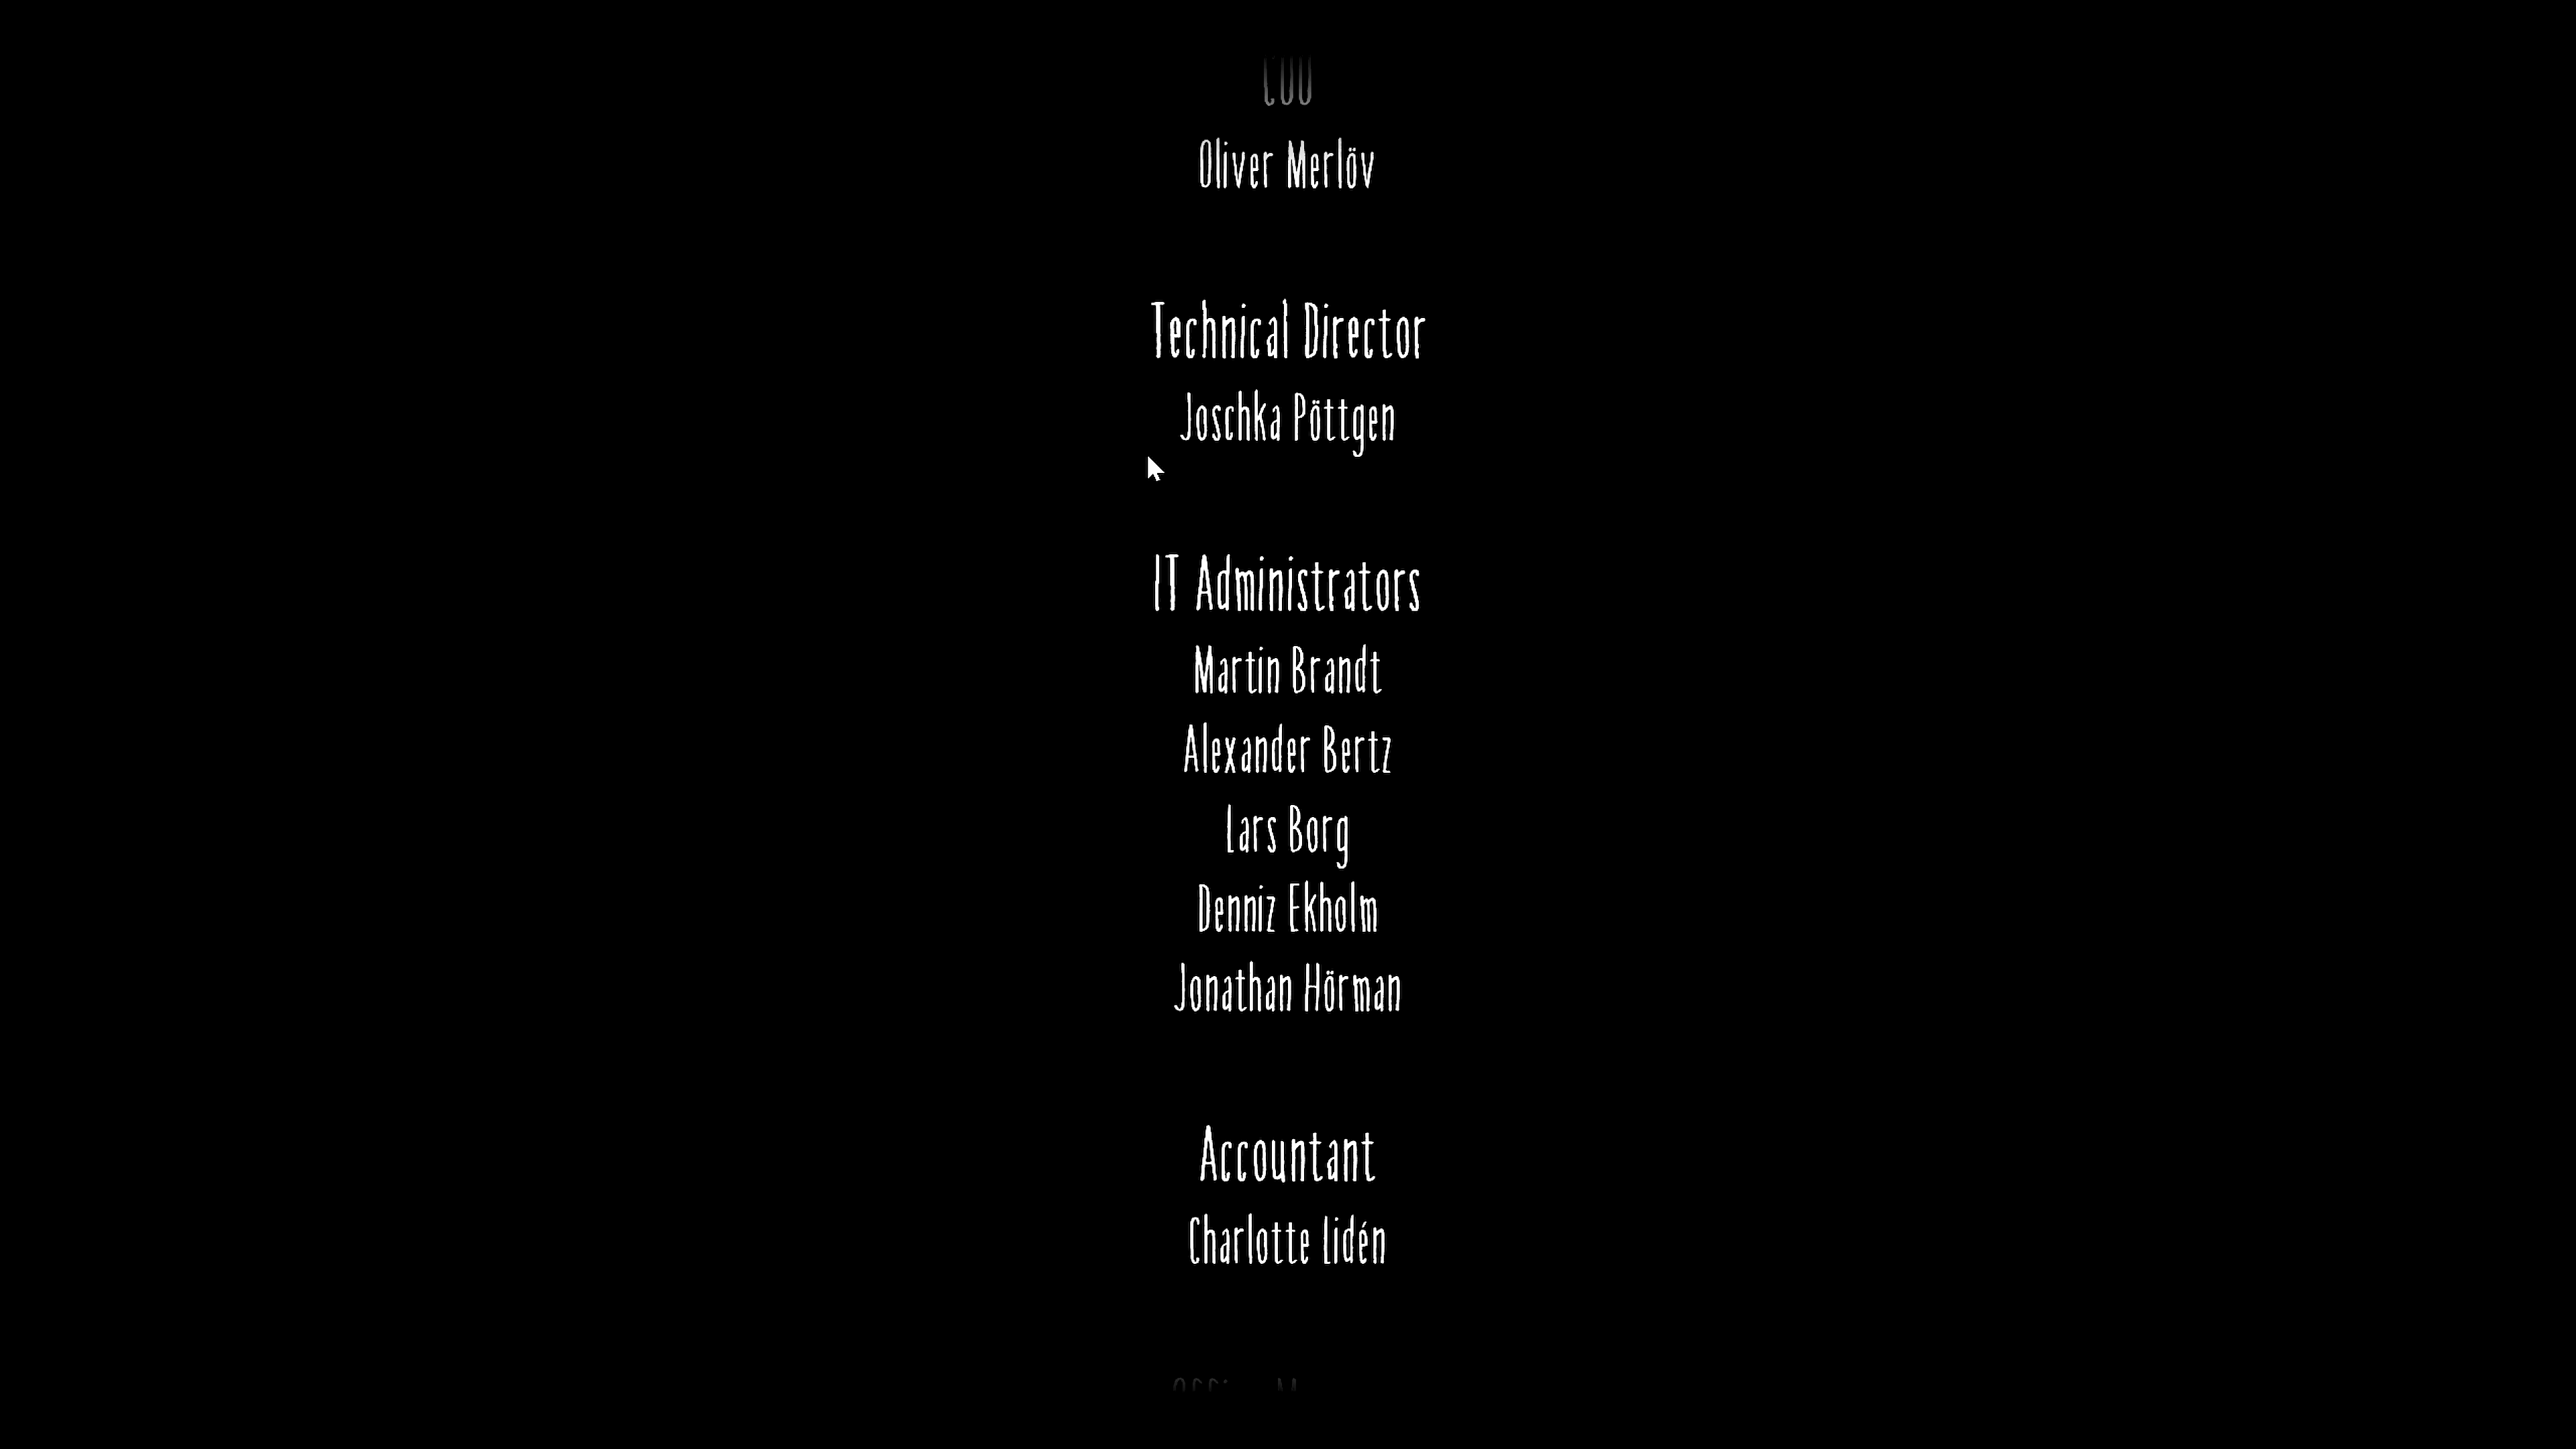 COO
Oliver Merlöv
Technical Director
Joschka Pöttgen
IT Administrators
Martin Brandt
Alexander Bertz
Lars Borg
Denniz Ekholm
Jonathan Hörman
Accountant
Charlotte Lidén